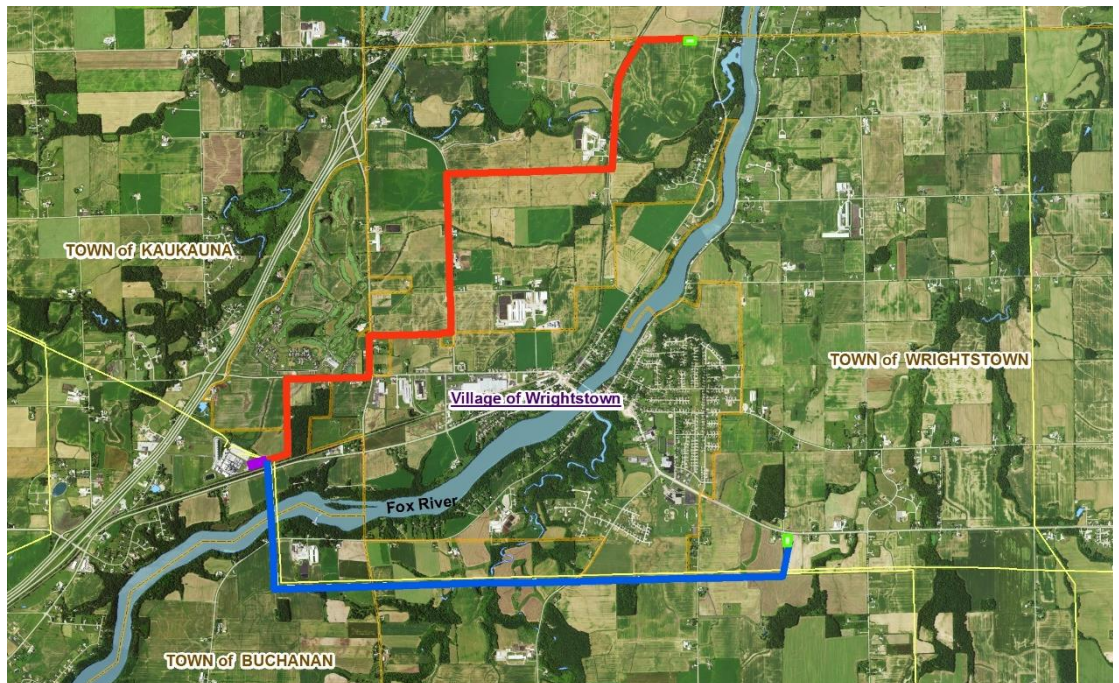 TOWN of KAUKAUNA
TOWN of WRIGHTSTOWN
Village of Wrightstown
Fox River
TOWN of BUCHANAN